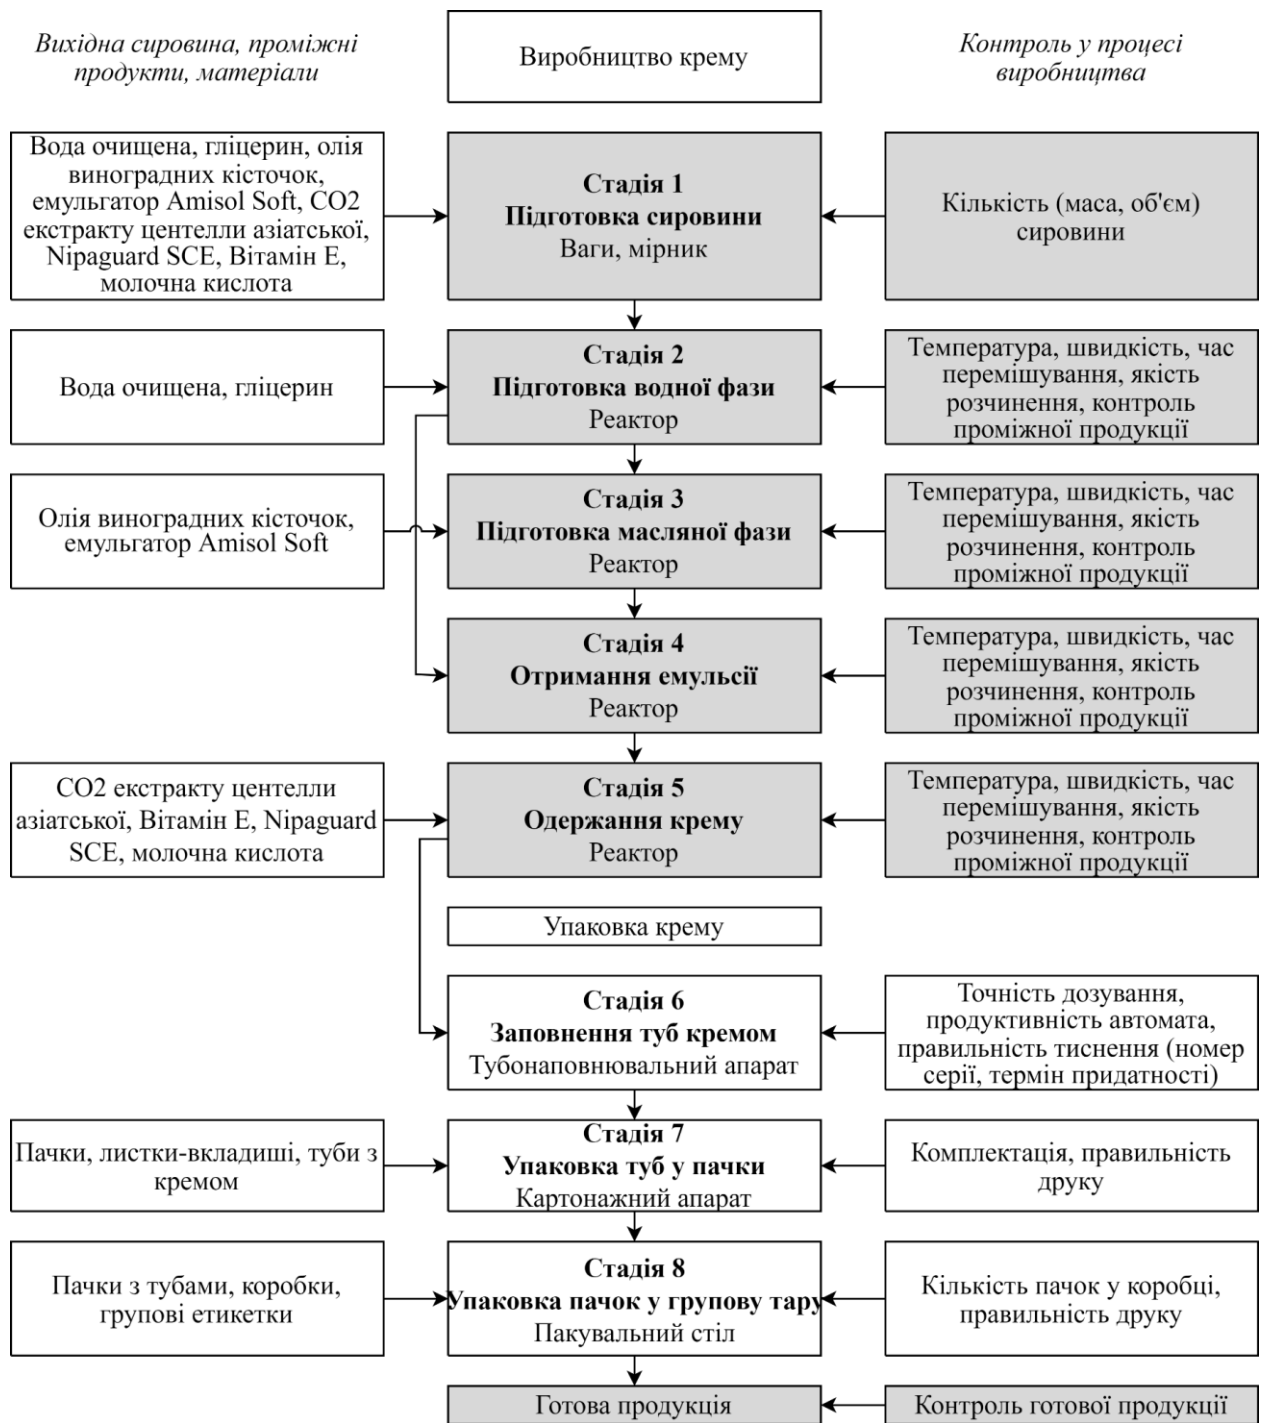 Вихідна сировина, проміжні
продукти, матеріали
Виробництво крему
Контроль у процесі
виробництва
Вода очищена, гліцерин, олія
виноградних кісточок,
емульгатор Amisol Soft, CO2
екстракту центелли азіатської,
Nipaguard SCE, Вітамін Е,
молочна кислота
Стадія 1
Підготовка сировини
Ваги, мірник
Кількість (маса, об'єм)
сировини
Вода очищена, гліцерин
Стадія 2
Підготовка водної фази
Реактор
Температура, швидкість, час
перемішування, якість
розчинення, контроль
проміжної продукції
Олія виноградних кісточок,
емульгатор Amisol Soft
Стадія 3
Підготовка масляної фази
Реактор
Температура, швидкість, час
перемішування, якість
розчинення, контроль
проміжної продукції
Стадія 4
Отримання емульсії
Реактор
Температура, швидкість, час
перемішування, якість
розчинення, контроль
проміжної продукції
CO2 екстракту центелли
азіатської, Вітамін Е, Nipaguard
SCE, молочна кислота
Стадія 5
Одержання крему
Реактор
Температура, швидкість, час
перемішування, якість
розчинення, контроль
проміжної продукції
Упаковка крему
Стадія 6
Заповнення туб кремом
Тубонаповнювальний апарат
Точність дозування,
продуктивність автомата,
правильність тиснення (номер
серії, термін придатності)
Пачки, листки-вкладиші, туби з
кремом
Стадія 7
Упаковка туб у пачки
Картонажний апарат
Комплектація, правильність
друку
Пачки з тубами, коробки,
групові етикетки
Стадія 8
Упаковка пачок у групову тару
Пакувальний стіл
Кількість пачок у коробці,
правильність друку
Готова продукція
Контроль готової продукції